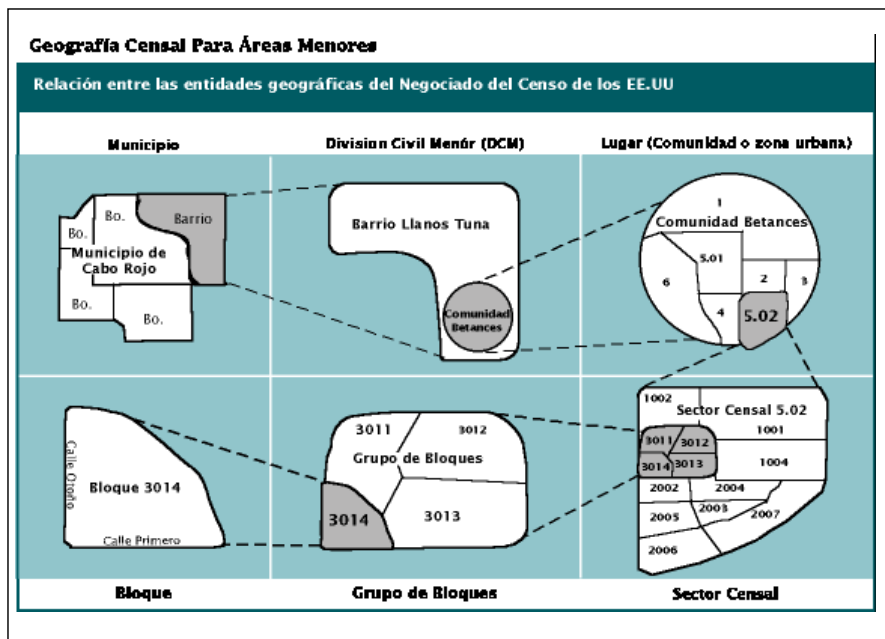 Geografía Censal Para Áreas Menores
Relación entre las entidades geográficas del Negociado del Censo de los EE.UU
Municipio
Division Civil Menór (DCM)
Lugar (Comunidad o zona urbana)
Bo.
Bo.
Barrio
Municipio de
Cabo Rojo
Bo.
Bo.
Barrio Llanos Tuna
Comunidad
Betances
1
Comunidad Betances
5.01
6
2
3
4
5.02
Calle Otoño
Bloque 3014
Calle Primero
3011
3012
Grupo de Bloques
3014
3013
1002
Sector Censal 5.02
1001
3011
3012
3014
3013
1004
2002
2004
2003
2005
2007
2006
Bloque
Grupo de Bloques
Sector Censal